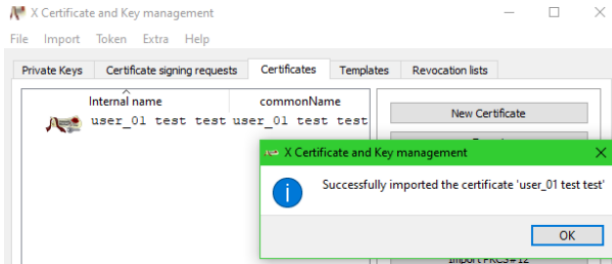 X Certificate and Key management
File Import Token Extra Help
Private Keys Certificate signing requests Certificates Templates Revocation lists
Internal name commonName
user_01 test test user_01 test test
New Certificate
X Certificate and Key management
Successfully imported the certificate 'user_01 test test'
OK
Import PKCS#12